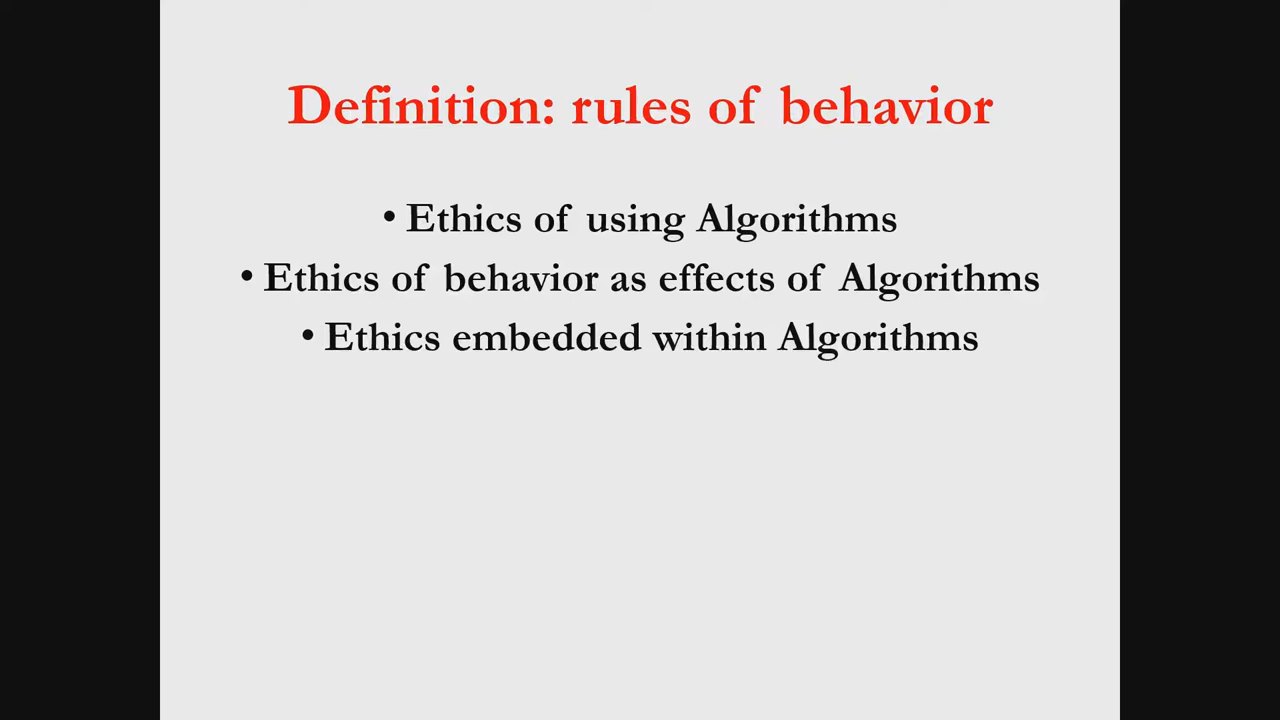 Definition: rules of behavior
• Ethics of using Algorithms
• Ethics of behavior as effects of Algorithms
• Ethics embedded within Algorithms